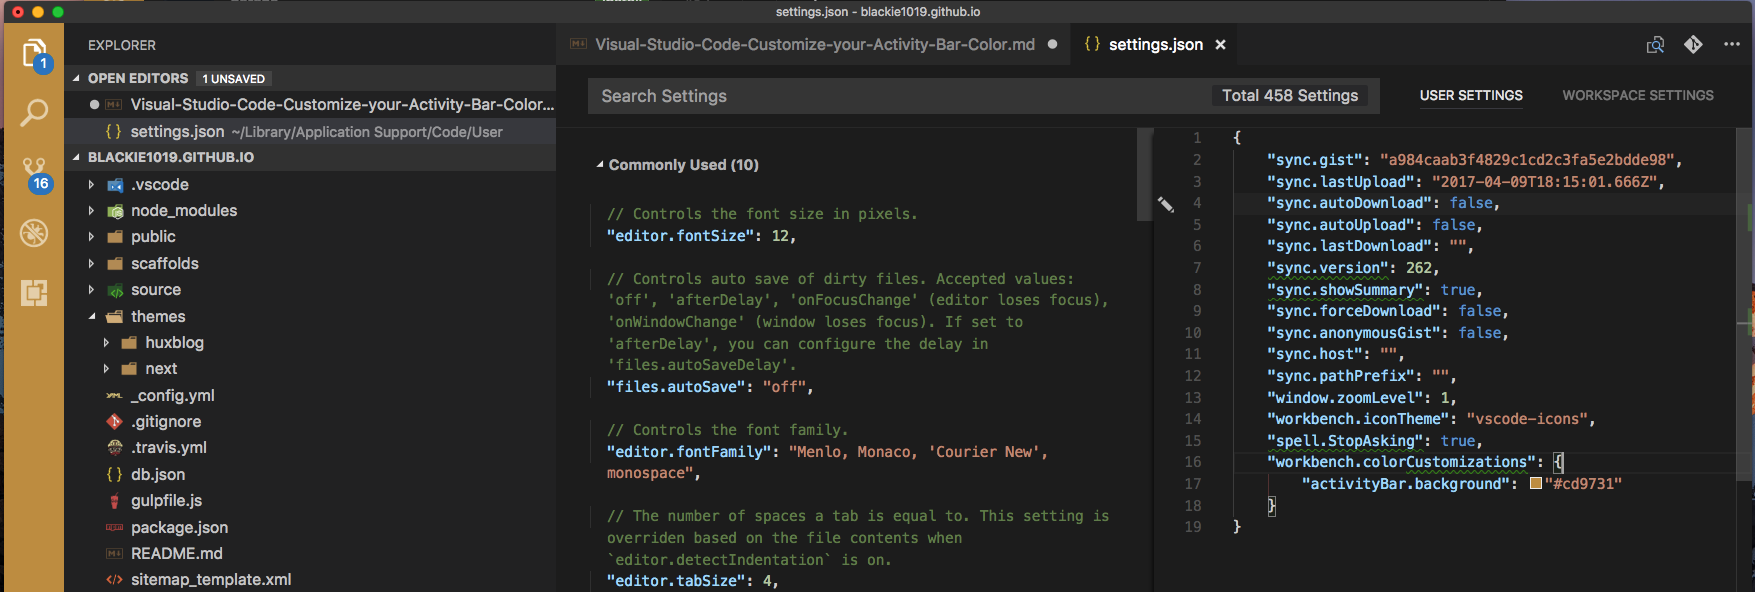 settings.json - blackie1019.github.io
1
16
EXPLORER
OPEN EDITORS 1 UNSAVED
Visual-Studio-Code-Customize-your-Activity-Bar-Color...
{ } settings.json ~/Library/Application Support/Code/User
BLACKIE1019.GITHUB.IO
.vscode
node_modules
public
scaffolds
source
themes
huxblog
next
_config.yml
.gitignore
.travis.yml
{ } db.json
gulpfile.js
package.json
README.md
</> sitemap_template.xml
Visual-Studio-Code-Customize-your-Activity-Bar-Color.md
{ } settings.json ×
Search Settings Total 458 Settings
USER SETTINGS WORKSPACE SETTINGS
Commonly Used (10)
// Controls the font size in pixels.
"editor.fontSize": 12,
// Controls auto save of dirty files. Accepted values:
'off', 'afterDelay', 'onFocusChange' (editor loses focus),
'onWindowChange' (window loses focus). If set to
'afterDelay', you can configure the delay in
'files.autoSaveDelay'.
"files.autoSave": "off",
// Controls the font family.
"editor.fontFamily": "Menlo, Monaco, 'Courier New',
monospace",
// The number of spaces a tab is equal to. This setting is
overriden based on the file contents when
`editor.detectIndentation` is on.
"editor.tabSize": 4,
1 {
2 "sync.gist": "a984caab3f4829c1cd2c3fa5e2bdde98",
3 "sync.lastUpload": "2017-04-09T18:15:01.666Z",
4 "sync.autoDownload": false,
5 "sync.autoUpload": false,
6 "sync.lastDownload": "",
7 "sync.version": 262,
8 "sync.showSummary": true,
9 "sync.forceDownload": false,
10 "sync.anonymousGist": false,
11 "sync.host": "",
12 "sync.pathPrefix": "",
13 "window.zoomLevel": 1,
14 "workbench.iconTheme": "vscode-icons",
15 "spell.StopAsking": true,
16 "workbench.colorCustomizations": {
17 "activityBar.background": "#cd9731"
18 }
19 }